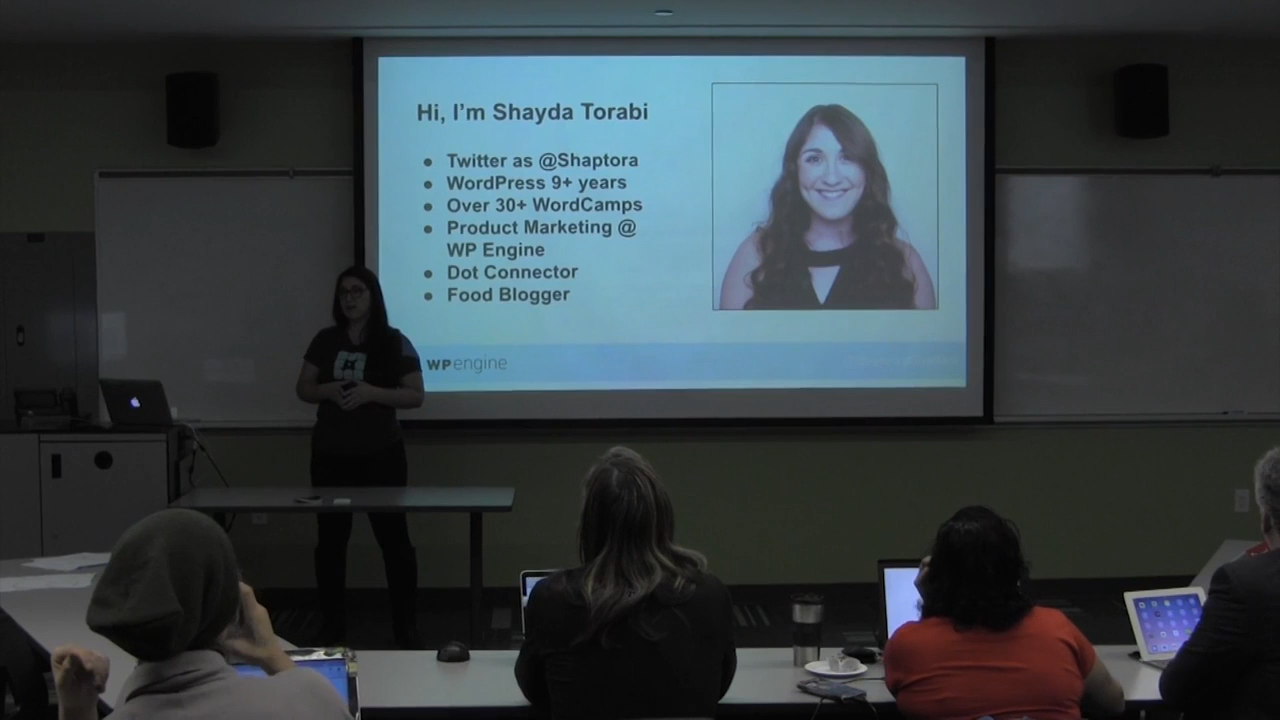 Hi, I'm Shayda Torabi
● Twitter as @Shaptora
● WordPress 9+ years
● Over 30+ WordCamps
● Product Marketing @
WP Engine
● Dot Connector
● Food Blogger
WPengine